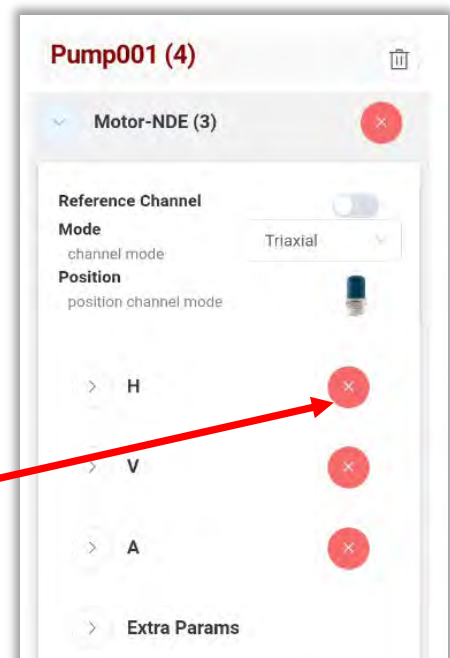 Pump001 (4)
Motor-NDE (3)
Reference Channel
Mode
channel mode
Triaxial
Position
position channel mode
H
V
A
Extra Params